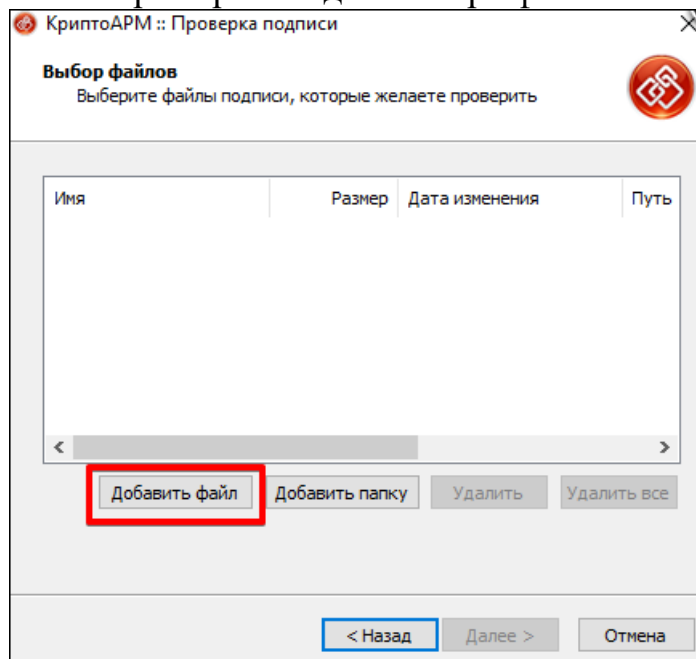 КриптоАРМ :: Проверка подписи
Выбор файлов
Выберите файлы подписи, которые желаете проверить
Имя Размер Дата изменения Путь
Добавить файл Добавить папку Удалить Удалить все
< Назад Далее > Отмена